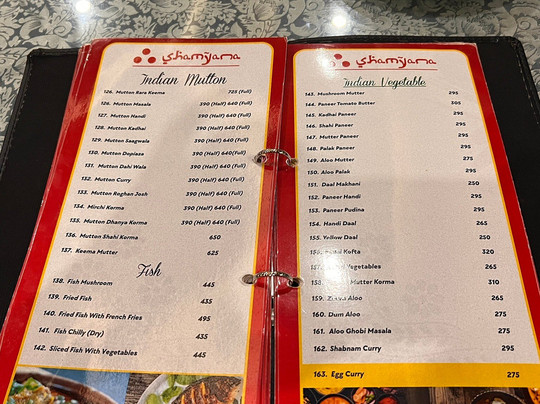 Shamiyana
Indian Mutton
126. Mutton Rara Keema 725 (Full)
126. Mutton Masala 390 (Half) 640 (Full)
127. Mutton Handi 390 (Half) 640 (Full)
128. Mutton Kadhai 390 (Half) 640 (Full)
129. Mutton Saagwala 390 (Half) 640 (Full)
130. Mutton Dopiaza 390 (Half) 640(Full)
131. Mutton Dahi Wala 390 (Half) 640 (Full)
132. Mutton Curry 390 (Half) 640 (Full)
133. Mutton Roghan Josh 390 (Half) 640 (Full)
134. Mirchi Korma 390 (Half) 640 (Full)
135. Mutton Dhanya Korma 390 (Half) 640 (Full)
136. Mutton Shahi Korma 650
137. Keema Mutter 625
Fish
138. Fish Mushroom 445
139. Fried Fish 435
140. Fried Fish With French Fries 495
141. Fish Chilly (Dry) 435
142. Sliced Fish With Vegetables 445
Shamiyana
Indian Vegetable
143. Mushroom Mutter 295
144. Paneer Tomato Butter 305
145. Kadhai Paneer 295
146. Shahi Paneer 295
147. Mutter Paneer 295
148. Palak Paneer 295
149. Aloo Mutter 275
150. Aloo Palak 275
151. Daal Makhani 250
152. Paneer Handi 295
153. Paneer Pudina 295
154. Handi Daal 265
155. Yellow Daal 250
156. Kofta 320
157. Vegetables 265
158. Mutter Korma 310
159. Aloo 265
160. Dum Aloo 275
161. Aloo Ghobi Masala 275
162. Shabnam Curry 295
163. Egg Curry 275